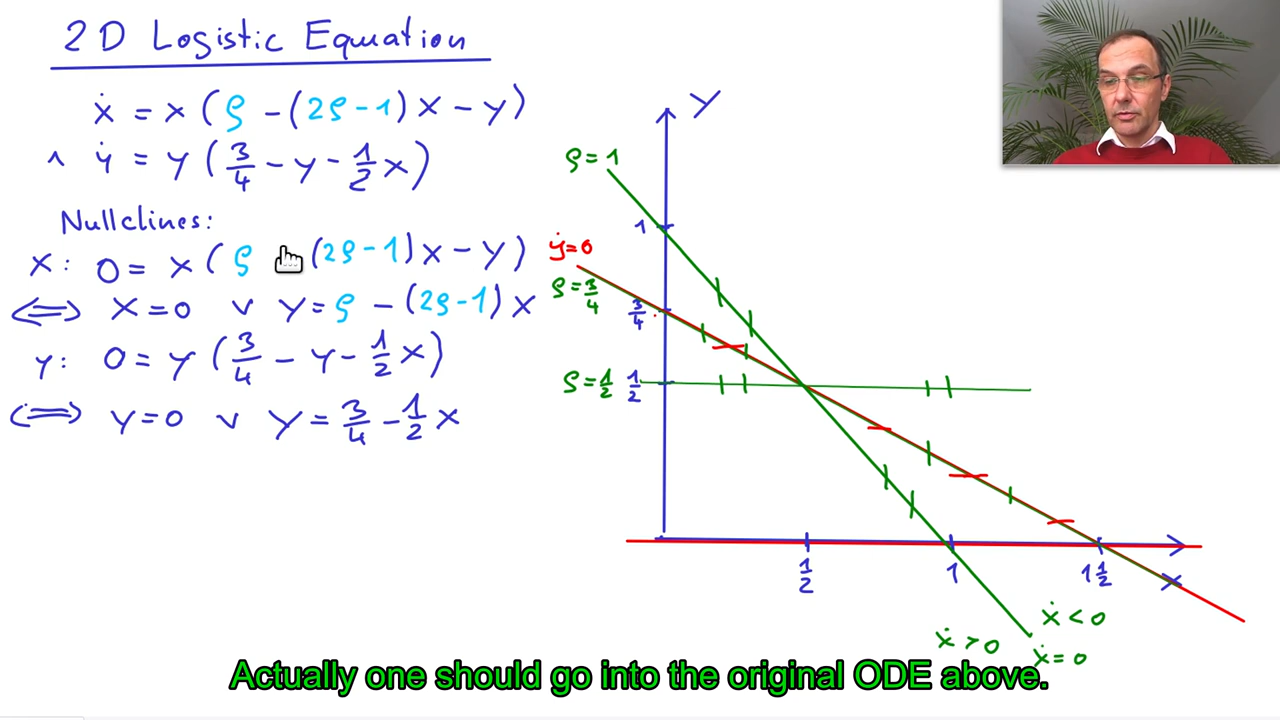 2D Logistic Equation
ẋ = x (ϱ - (2ϱ - 1) x - y)
∧ ẏ = y (3/4 - y - 1/2 x)
Nullclines:
x: 0 = x (ϱ (2ϱ - 1) x - y)
⟺ x = 0 ∨ y = ϱ - (2ϱ - 1) x
y: 0 = y (3/4 - y - 1/2 x)
⟺ y = 0 ∨ y = 3/4 - 1/2 x
y
ϱ = 1
1
ẏ = 0
ϱ = 3/4
3/4
ϱ = 1/2 1/2
1/2 1 1 1/2 x
ẋ < 0
ẋ > 0
ẋ = 0
Actually one should go into the original ODE above.